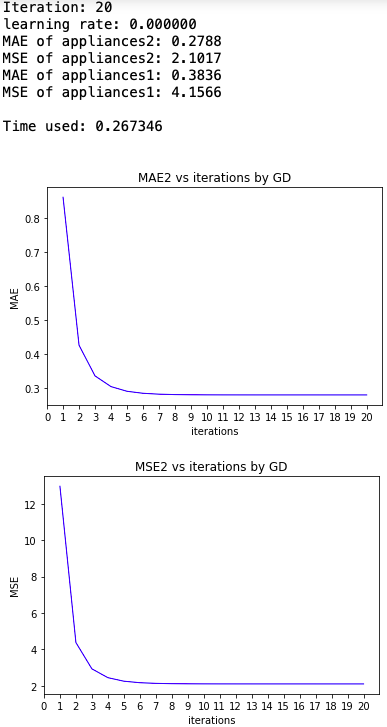 Iteration: 20
learning rate: 0.000000
MAE of appliances2: 0.2788
MSE of appliances2: 2.1017
MAE of appliances1: 0.3836
MSE of appliances1: 4.1566
Time used: 0.267346
MAE2 vs iterations by GD
0.8
0.7
0.6
0.5
0.4
0.3
MAE
0 1 2 3 4 5 6 7 8 9 10 11 12 13 14 15 16 17 18 19 20
iterations
MSE2 vs iterations by GD
12
10
8
6
4
2
MSE
0 1 2 3 4 5 6 7 8 9 10 11 12 13 14 15 16 17 18 19 20
iterations